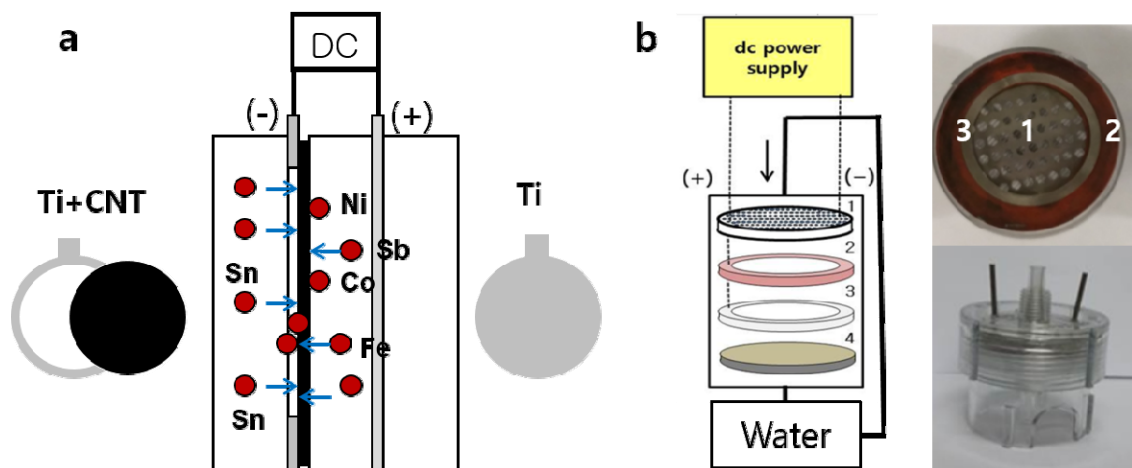 a
DC
(-)
(+)
Ti+CNT
Ni
Ti
Sb
Sn
Co
Fe
Sn
b
dc power
supply
(+)
(−)
1
2
3
4
Water
3
1
2